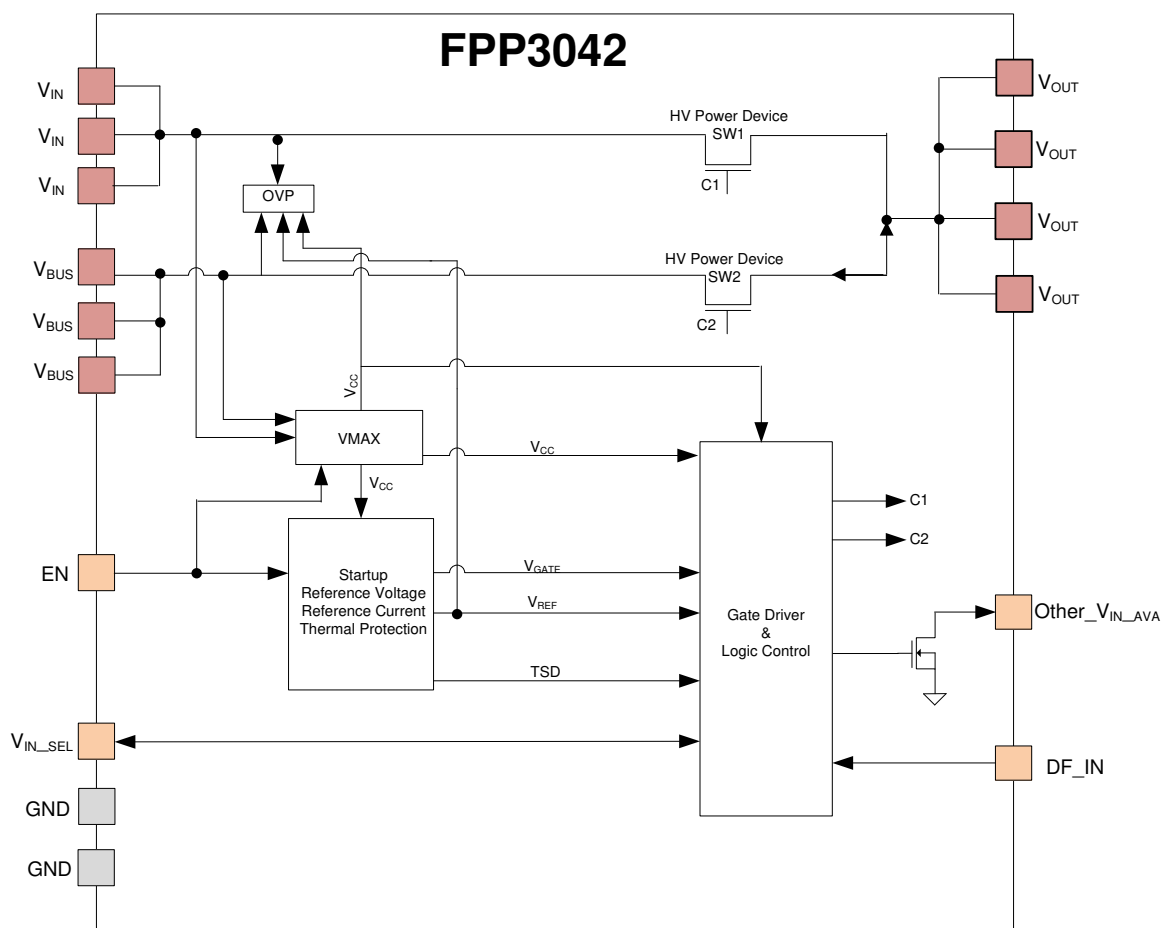 FPP3042
VIN
VIN
VIN
VBUS
VBUS
VBUS
EN
VIN_SEL
GND
GND
OVP
HV Power Device
SW1
C1
HV Power Device
SW2
C2
VCC
VMAX
VCC
VCC
Startup
Reference Voltage
Reference Current
Thermal Protection
VGATE
VREF
TSD
Gate Driver
&
Logic Control
C1
C2
VOUT
VOUT
VOUT
VOUT
Other_VIN_AVA
DF_IN